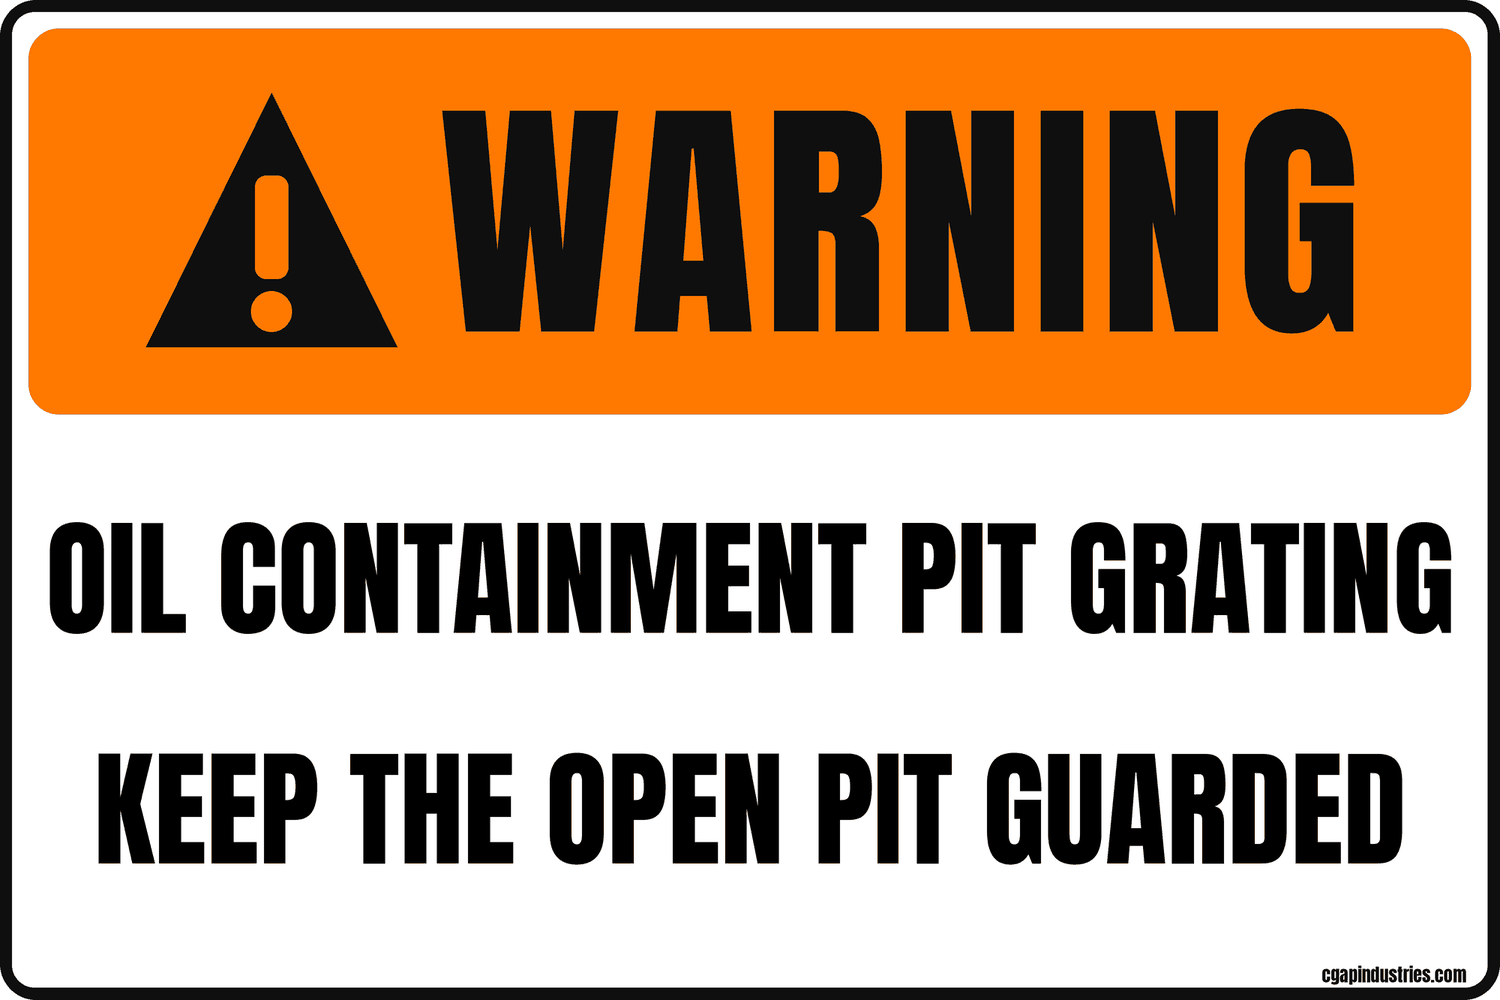 WARNING
OIL CONTAINMENT PIT GRATING
KEEP THE OPEN PIT GUARDED
cgapindustries.com